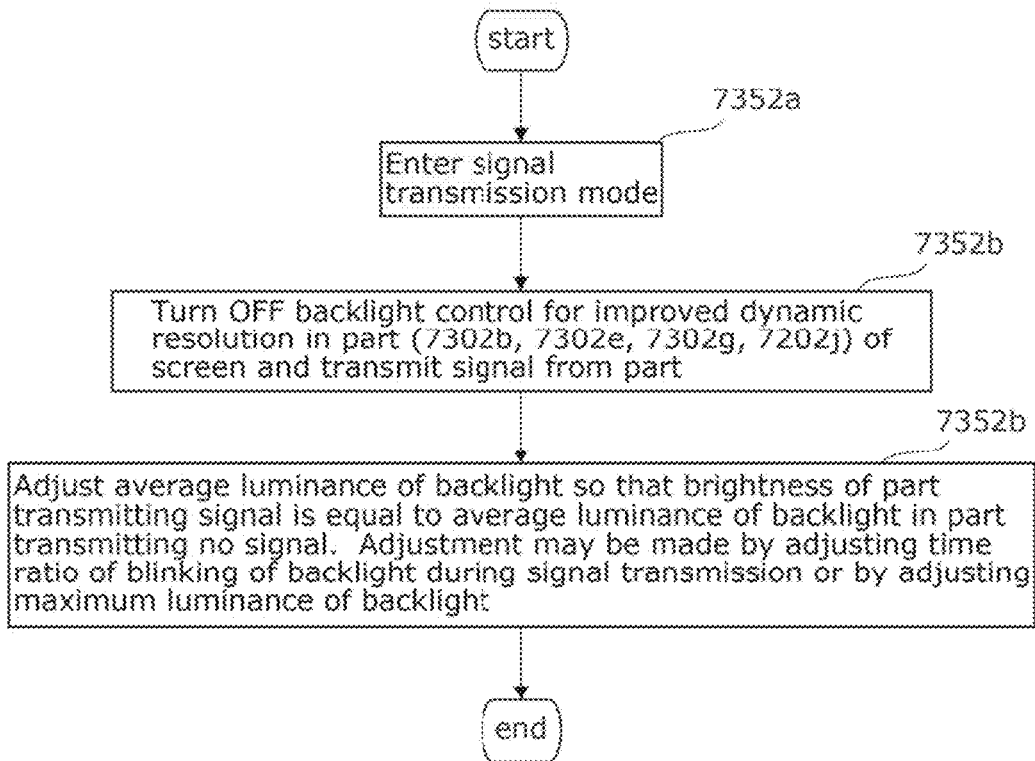 start
7352a
Enter signal
transmission mode
7352b
Turn OFF backlight control for improved dynamic
resolution in part (7302b, 7302e, 7302g, 7202j) of
screen and transmit signal from part
7352b
Adjust average luminance of backlight so that brightness of part
transmitting signal is equal to average luminance of backlight in part
transmitting no signal. Adjustment may be made by adjusting time
ratio of blinking of backlight during signal transmission or by adjusting
maximum luminance of backlight
end